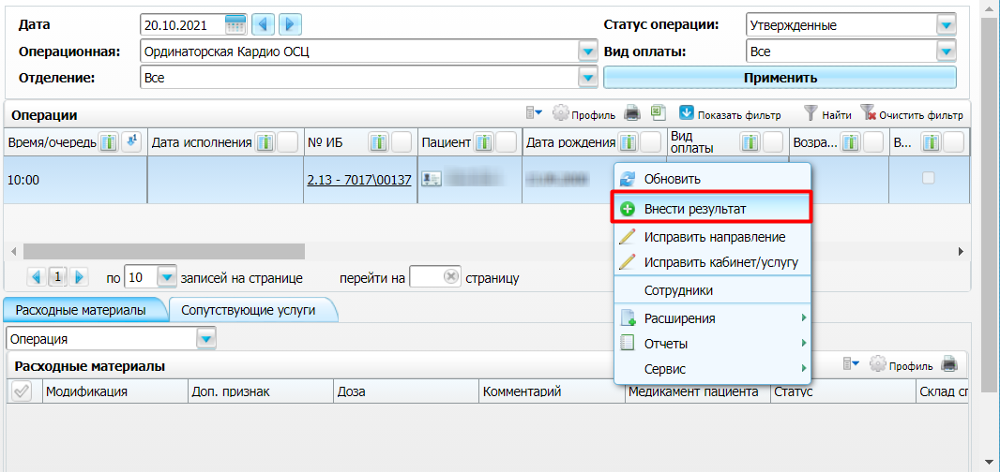 Дата 20.10.2021 Статус операции: Утвержденные
Операционная: Ординаторская Кардио ОСЦ Вид оплаты: Все
Отделение: Все Применить
Операции Профиль Показать фильтр Найти Очистить фильтр
Время/очередь Дата исполнения № ИБ Пациент Дата рождения Вид оплаты Возра... В...
10:00 2.13 - 7017\00137
Обновить
Внести результат
Исправить направление
Исправить кабинет/услугу
Сотрудники
Расширения
Отчеты
Сервис
1 по 10 записей на странице перейти на страницу
Расходные материалы Сопутствующие услуги
Операция
Расходные материалы Профиль
Модификация Доп. признак Доза Комментарий Медикамент пациента Статус Склад сп